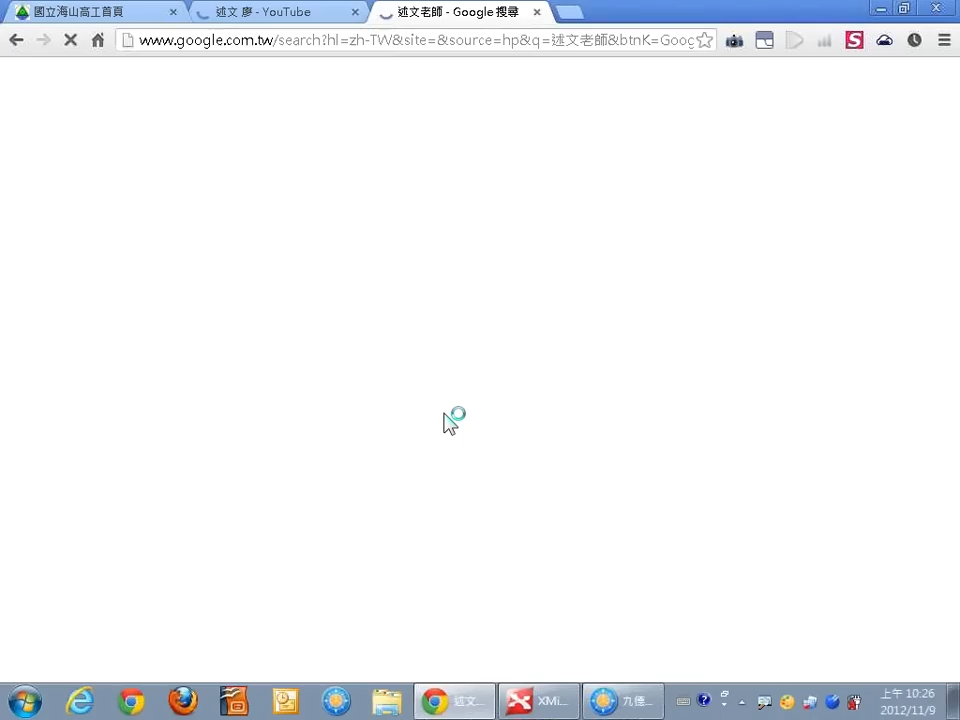 國立海山高工首頁
述文 廖 - YouTube
述文老師 - Google 搜尋
www.google.com.tw/search?hl=zh-TW&site=&source=hp&q=述文老師&btnK=Goog
述文...
XMi...
九德...
上午 10:26
2012/11/9